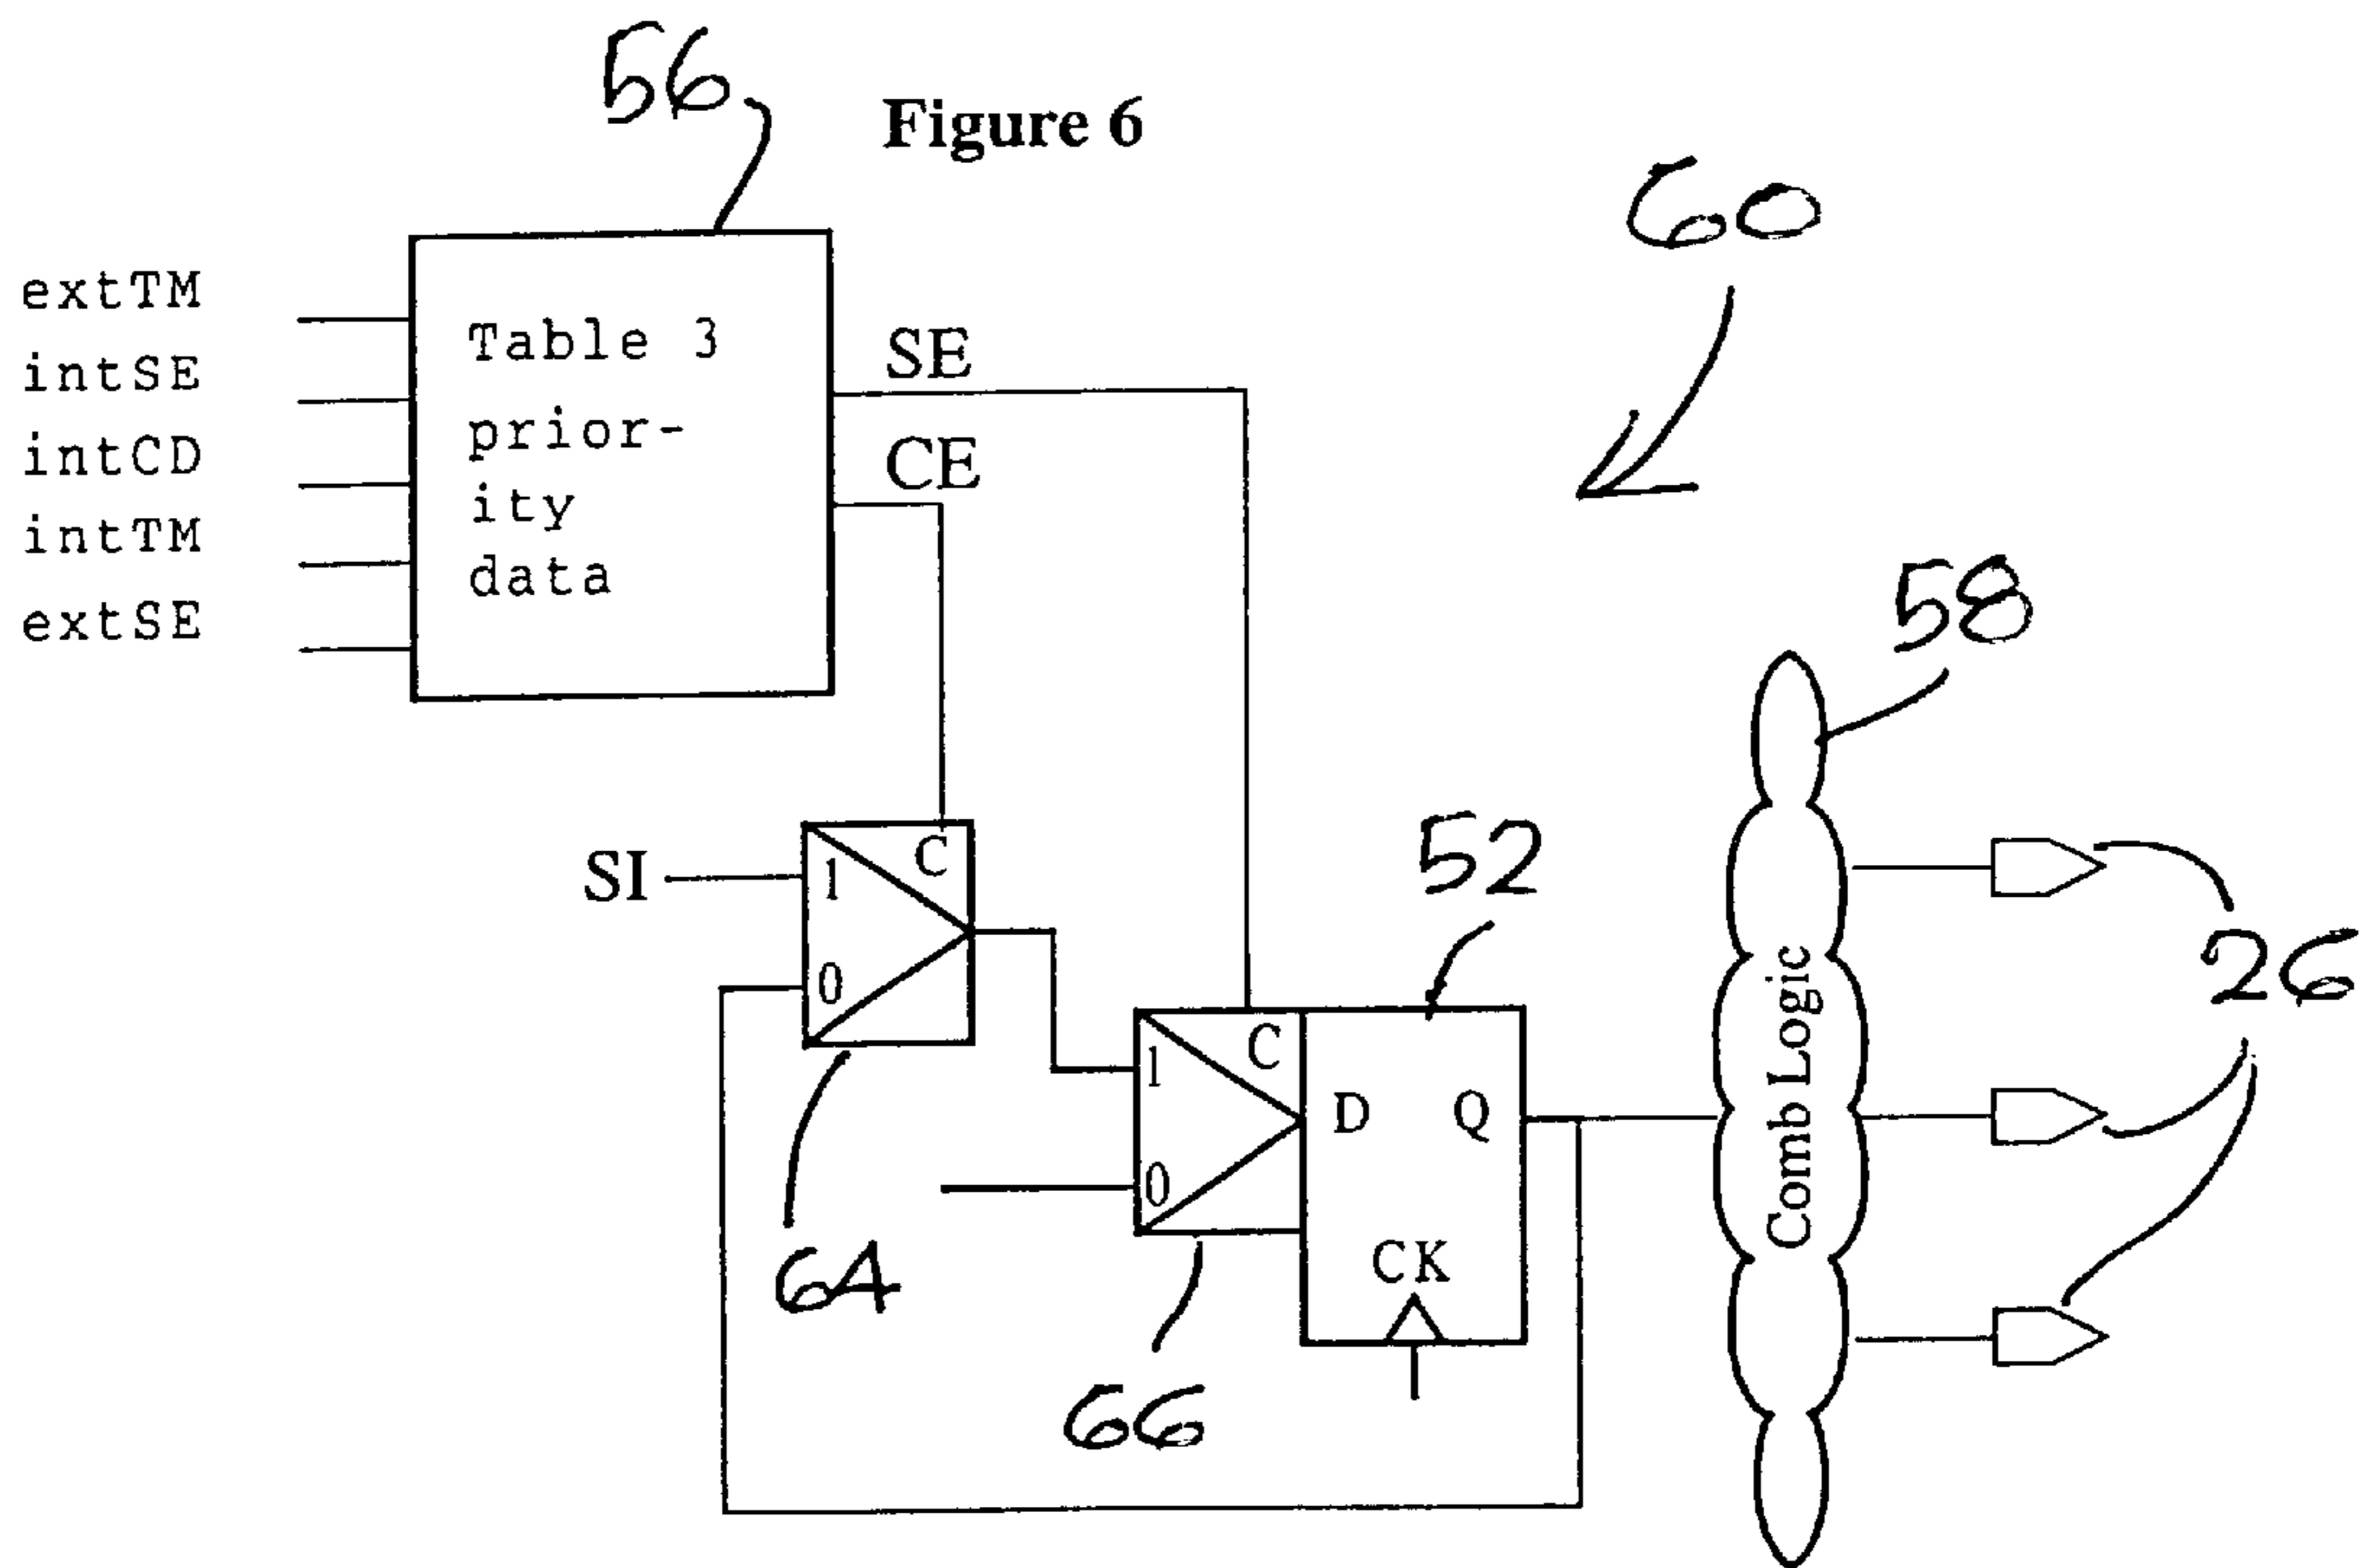 56
Figure 6
60
extTM
intSE
intCD
intTM
extSE
Table 3
prior-
ity
data
SE
CE
58
SI
1
C
0
64
52
1
C
0
D
Q
CK
66
Comb Logic
26